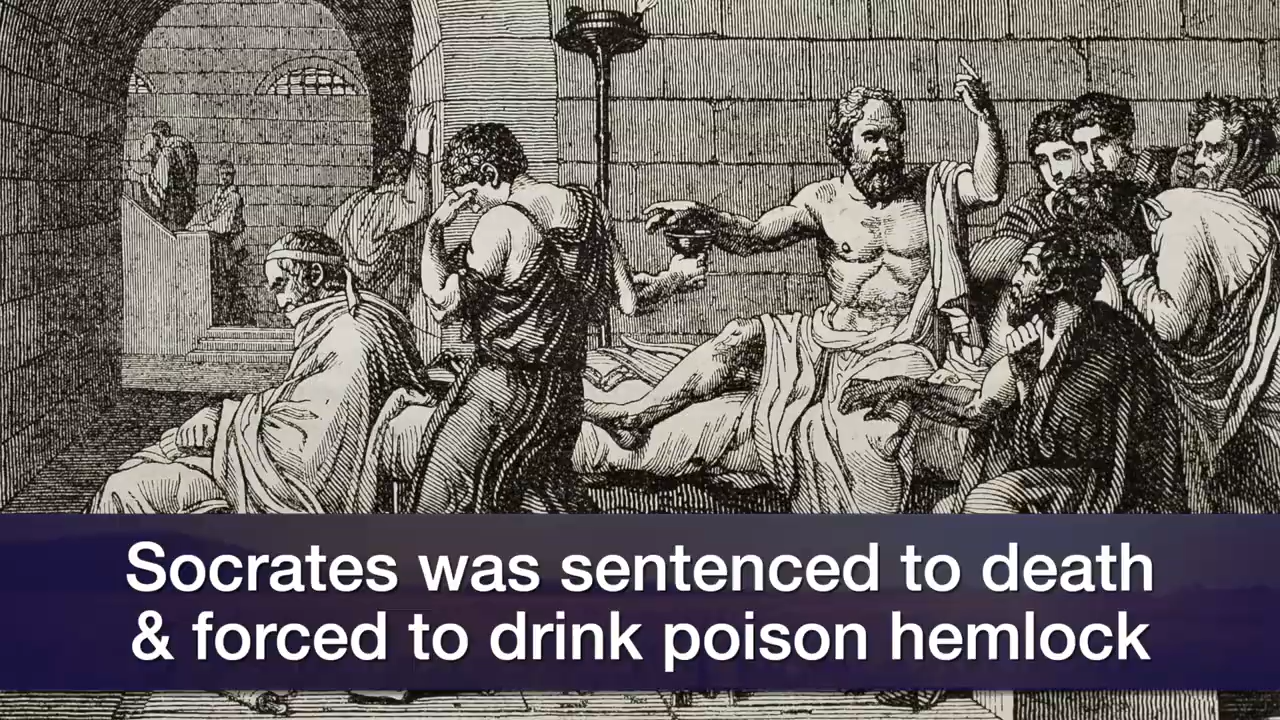 Socrates was sentenced to death
& forced to drink poison hemlock